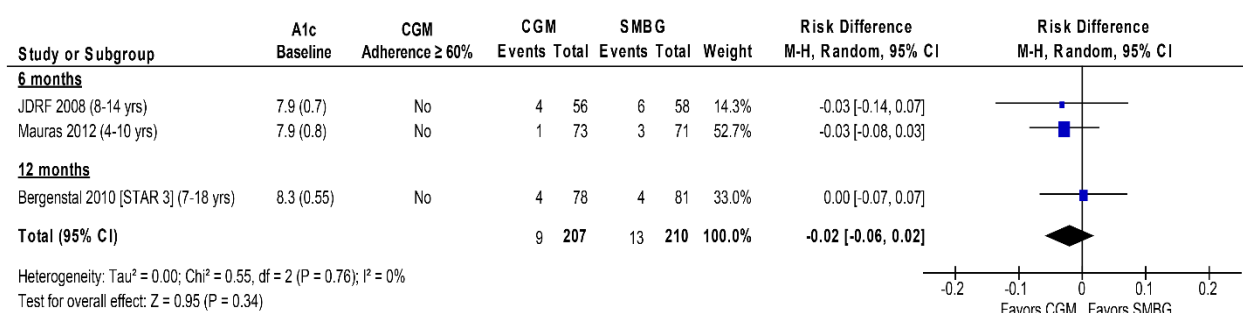 A1c CGM CGM SMBG Risk Difference Risk Difference
Study or Subgroup Baseline Adherence ≥ 60% Events Total Events Total Weight M-H, Random, 95% CI M-H, Random, 95% CI
6 months
JDRF 2008 (8-14 yrs) 7.9 (0.7) No 4 56 6 58 14.3% -0.03 [-0.14, 0.07]
Mauras 2012 (4-10 yrs) 7.9 (0.8) No 1 73 3 71 52.7% -0.03 [-0.08, 0.03]
12 months
Bergenstal 2010 [STAR 3] (7-18 yrs) 8.3 (0.55) No 4 78 4 81 33.0% 0.00 [-0.07, 0.07]
Total (95% CI) 9 207 13 210 100.0% -0.02 [-0.06, 0.02]
Heterogeneity: Tau² = 0.00; Chi² = 0.55, df = 2 (P = 0.76); I² = 0%
Test for overall effect: Z = 0.95 (P = 0.34)
-0.2 -0.1 0 0.1 0.2
Favors CGM Favors SMBG